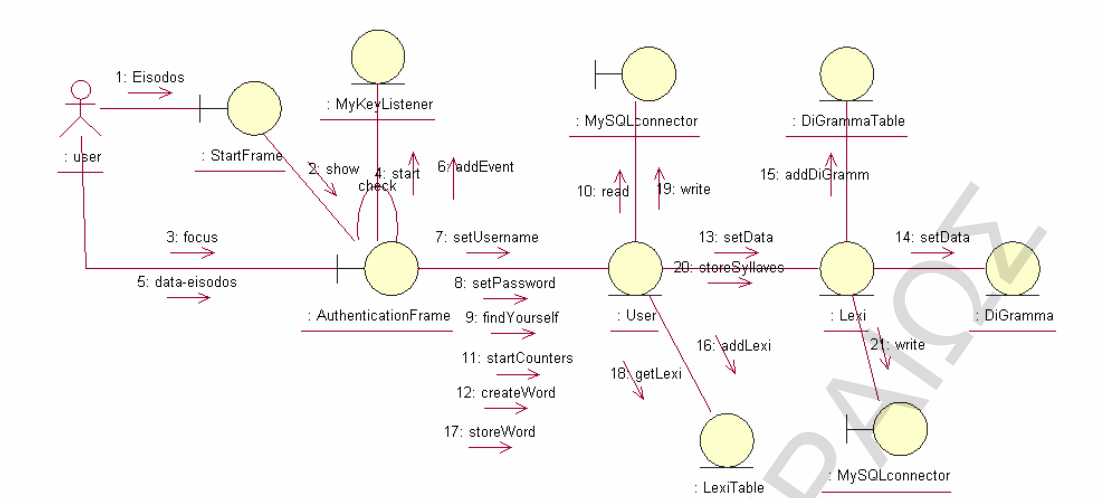 1: Eisodos
: user
: StartFrame
: MyKeyListener
2: show
check
4: start
6: addEvent
3: focus
5: data-eisodos
: AuthenticationFrame
7: setUsername
8: setPassword
9: findYourself
11: startCounters
12: createWord
17: storeWord
: MySQLconnector
10: read
19: write
: User
13: setData
20: storeSyllaves
: DiGrammaTable
15: addDiGramm
: Lexi
14: setData
: DiGramma
16: addLexi
18: getLexi
: LexiTable
21: write
: MySQLconnector
ΡΑΙΩΣ